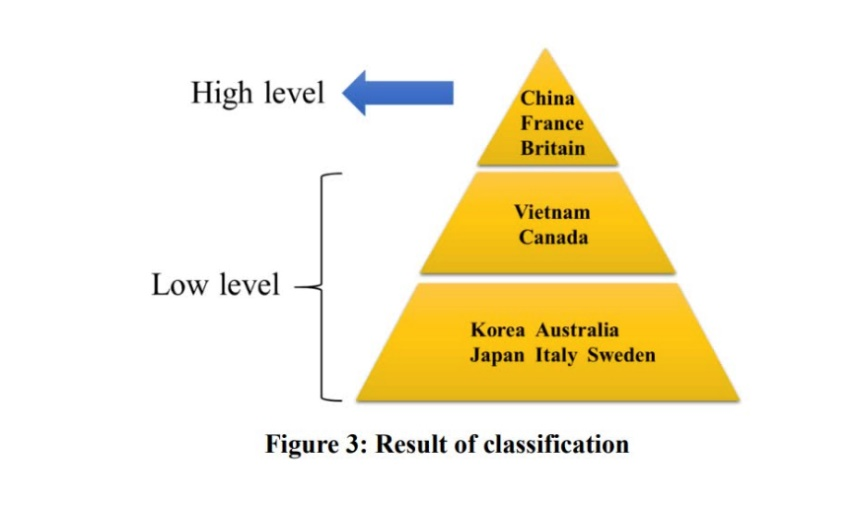 High level
China
France
Britain
Vietnam
Canada
Low level
Korea Australia
Japan Italy Sweden
Figure 3: Result of classification